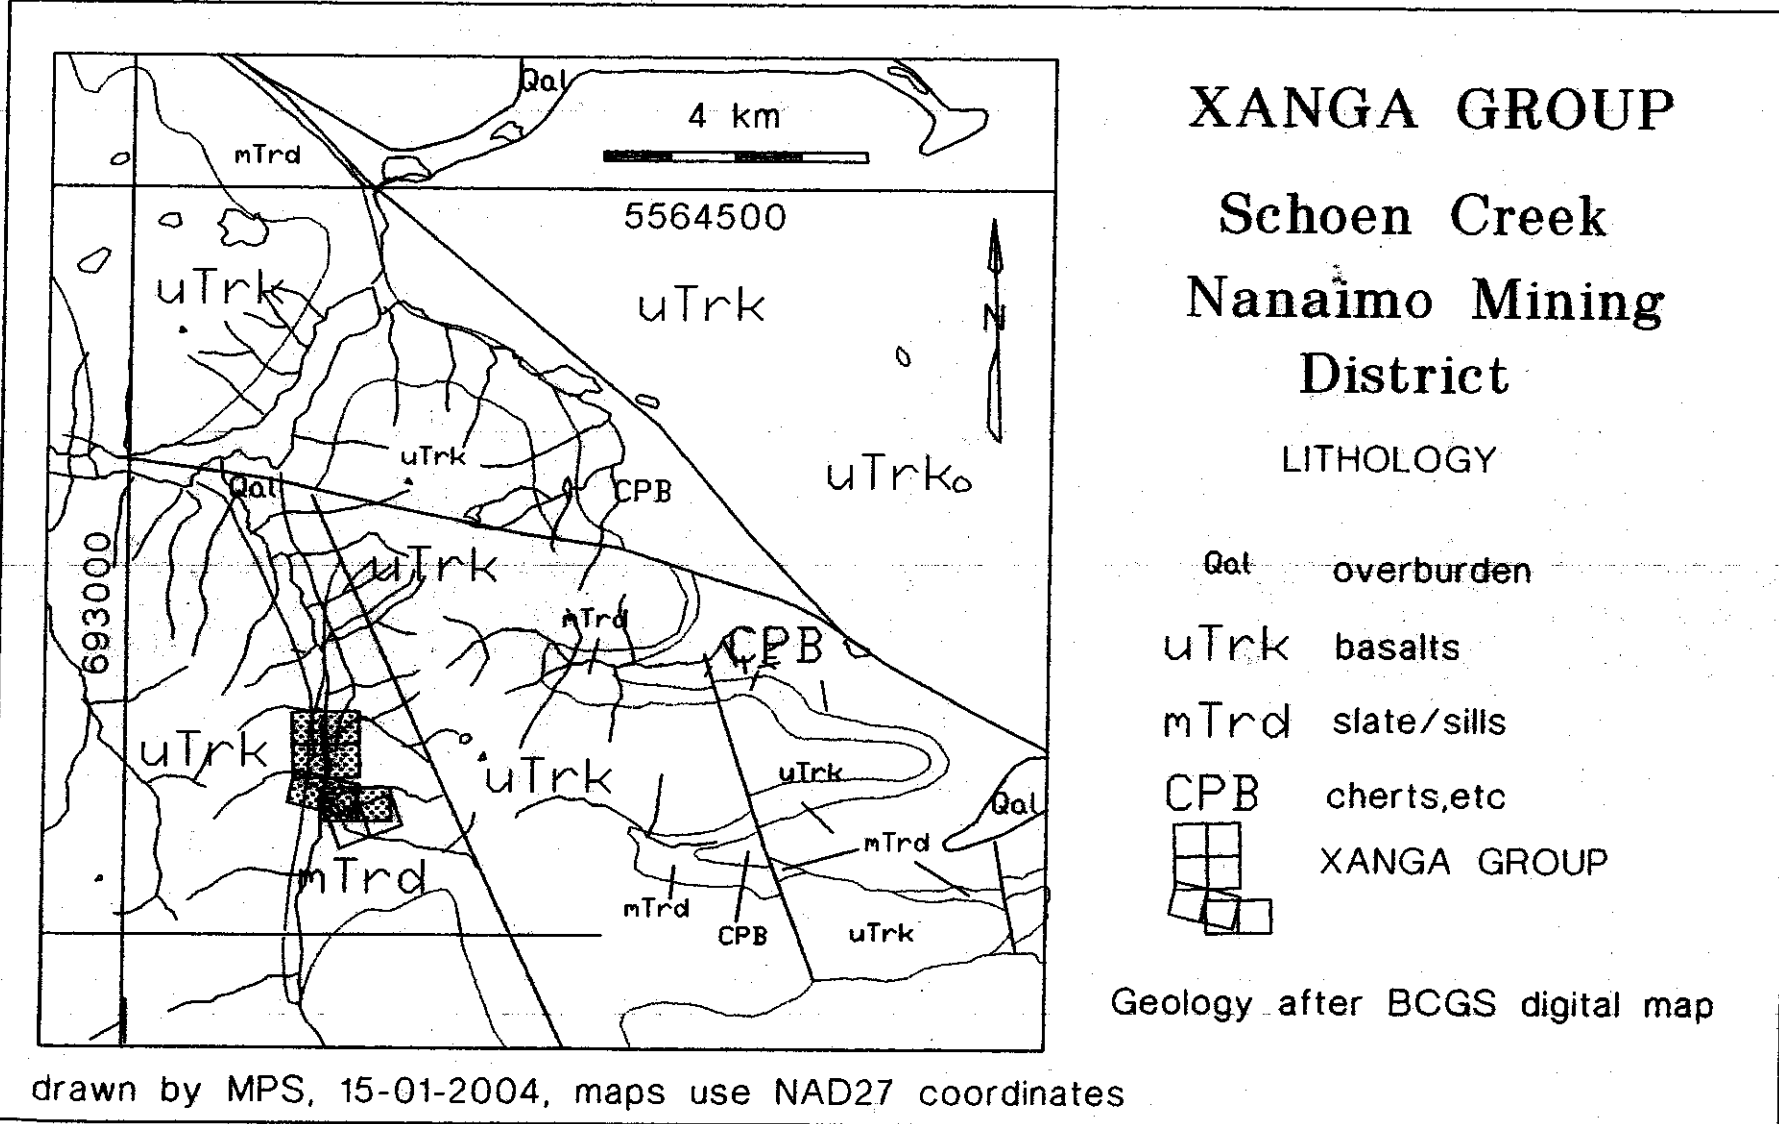 Qal
4 km
mTrd
5564500
uTrk
uTrk
N
uTrk
uTrk
Qal
CPB
uTrk
693000
mTrd
CPB
uTrk
uTrk
uTrk
Qal
mTrd
mTrd
mTrd
CPB
uTrk
XANGA GROUP
Schoen Creek
Nanaimo Mining
District
LITHOLOGY
Qal overburden
uTrk basalts
mTrd slate/sills
CPB cherts,etc
XANGA GROUP
Geology after BCGS digital map
drawn by MPS, 15-01-2004, maps use NAD27 coordinates